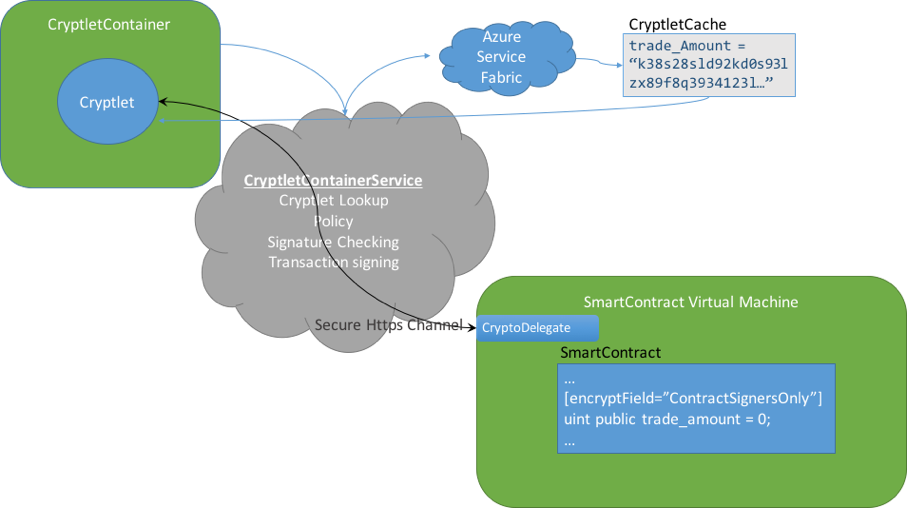 CryptletContainer
Cryptlet
Azure
Service
Fabric
CryptletCache
trade_Amount =
“k38s28sld92kd0s93l
zx89f8q3934123l…”
CryptletContainerService
Cryptlet Lookup
Policy
Signature Checking
Transaction signing
Secure Https Channel
SmartContract Virtual Machine
CryptoDelegate
SmartContract
…
[encryptField=”ContractSignersOnly”]
uint public trade_amount = 0;
…